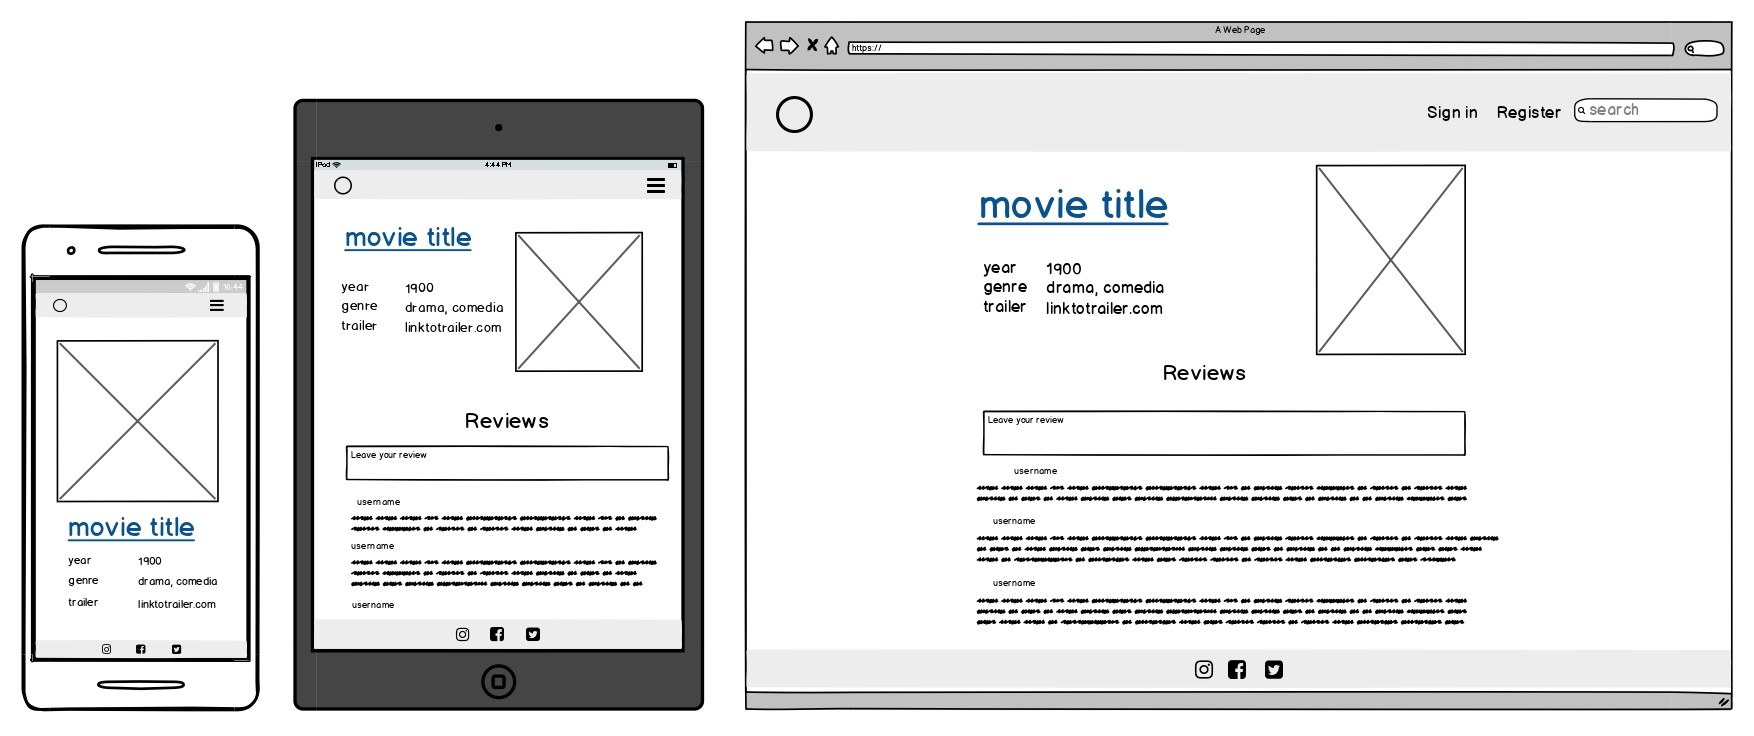 16:44
movie title
year 1900
genre drama, comedia
trailer linktotrailer.com
iPad 4:44 PM
movie title
year 1900
genre drama, comedia
trailer linktotrailer.com
Reviews
Leave your review
username
username
username
A Web Page
https://
Sign in Register search
movie title
year 1900
genre drama, comedia
trailer linktotrailer.com
Reviews
Leave your review
username
username
username